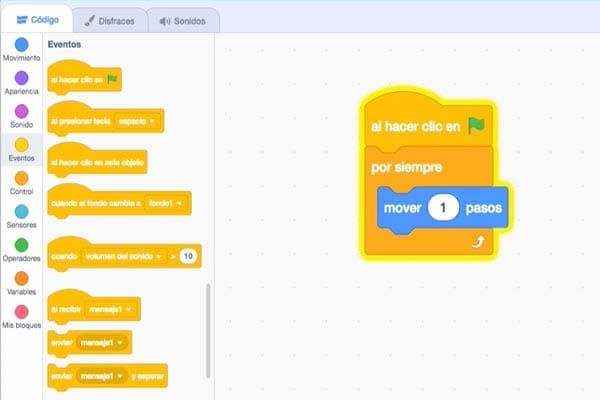 Código
Disfraces
Sonidos
Movimiento
Apariencia
Sonido
Eventos
Control
Sensores
Operadores
Variables
Mis bloques
Eventos
al hacer clic en
al presionar tecla espacio
al hacer clic en este objeto
cuando el fondo cambie a fondo1
cuando volumen del sonido > 10
al recibir mensaje1
enviar mensaje1
enviar mensaje1 y esperar
al hacer clic en
por siempre
mover 1 pasos